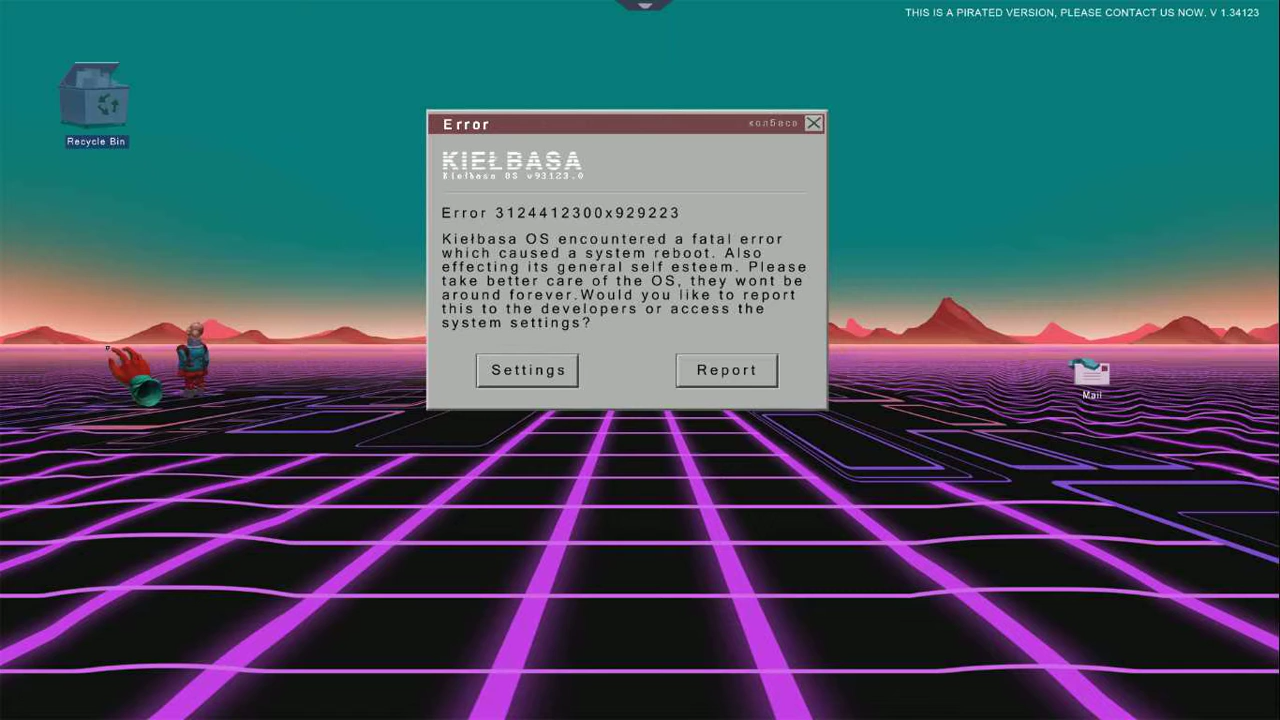 THIS IS A PIRATED VERSION, PLEASE CONTACT US NOW. V 1.34123
Recycle Bin
Error
колбаса
KIEŁBASA
Kiełbasa OS v93123.0
Error 3124412300x929223
Kiełbasa OS encountered a fatal error
which caused a system reboot. Also
effecting its general self esteem. Please
take better care of the OS, they wont be
around forever.Would you like to report
this to the developers or access the
system settings?
Settings
Report
Mail